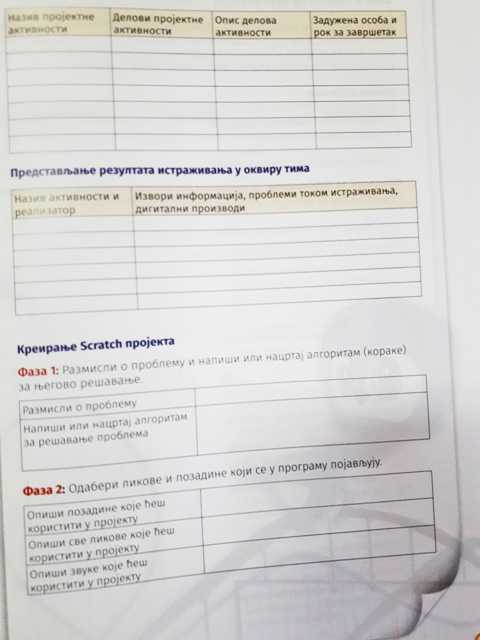 Назив пројектне активности
Делови пројектне активности
Опис делова активности
Задужена особа и рок за завршетак
Представљање резултата истраживања у оквиру тима
Назив активности и реализатор
Извори информација, проблеми током истраживања, дигитални производи
Креирање Scratch пројекта
Фаза 1: Размисли о проблему и напиши или нацртај алгоритам (кораке)
за његово решавање.
Размисли о проблему
Напиши или нацртај алгоритам
за решавање проблема
Фаза 2: Одабери ликове и позадине који се у програму појављују.
Опиши позадине које ћеш
користити у пројекту
Опиши све ликове које ћеш
користити у пројекту
Опиши звуке које ћеш
користити у пројекту